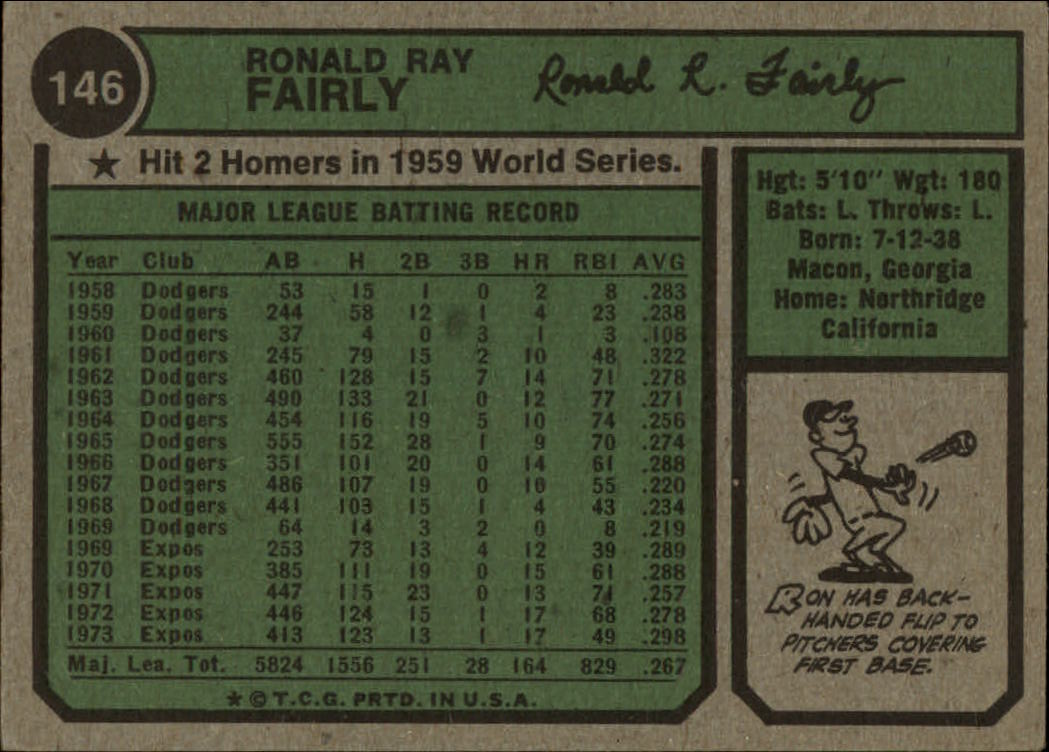 146
RONALD RAY
FAIRLY
Ronald R. Fairly
★ Hit 2 Homers in 1959 World Series.
MAJOR LEAGUE BATTING RECORD
Year Club AB H 2B 3B HR RBI AVG
1958 Dodgers 53 15 1 0 2 8 .283
1959 Dodgers 244 58 12 1 4 23 .238
1960 Dodgers 37 4 0 3 1 3 .108
1961 Dodgers 245 79 15 2 10 48 .322
1962 Dodgers 460 128 15 7 14 71 .278
1963 Dodgers 490 133 21 0 12 77 .271
1964 Dodgers 454 116 19 5 10 74 .256
1965 Dodgers 555 152 28 1 9 70 .274
1966 Dodgers 351 101 20 0 14 61 .288
1967 Dodgers 486 107 19 0 10 55 .220
1968 Dodgers 441 103 15 1 4 43 .234
1969 Dodgers 64 14 3 2 0 8 .219
1969 Expos 253 73 13 4 12 39 .289
1970 Expos 385 111 19 0 15 61 .288
1971 Expos 447 115 23 0 13 71 .257
1972 Expos 446 124 15 1 17 68 .278
1973 Expos 413 123 13 1 17 49 .298
Maj. Lea. Tot. 5824 1556 251 28 164 829 .267
★ © T.C.G. PRTD. IN U.S.A.
Hgt: 5'10" Wgt: 180
Bats: L. Throws: L.
Born: 7-12-38
Macon, Georgia
Home: Northridge
California
RON HAS BACK-
HANDED FLIP TO
PITCHERS COVERING
FIRST BASE.